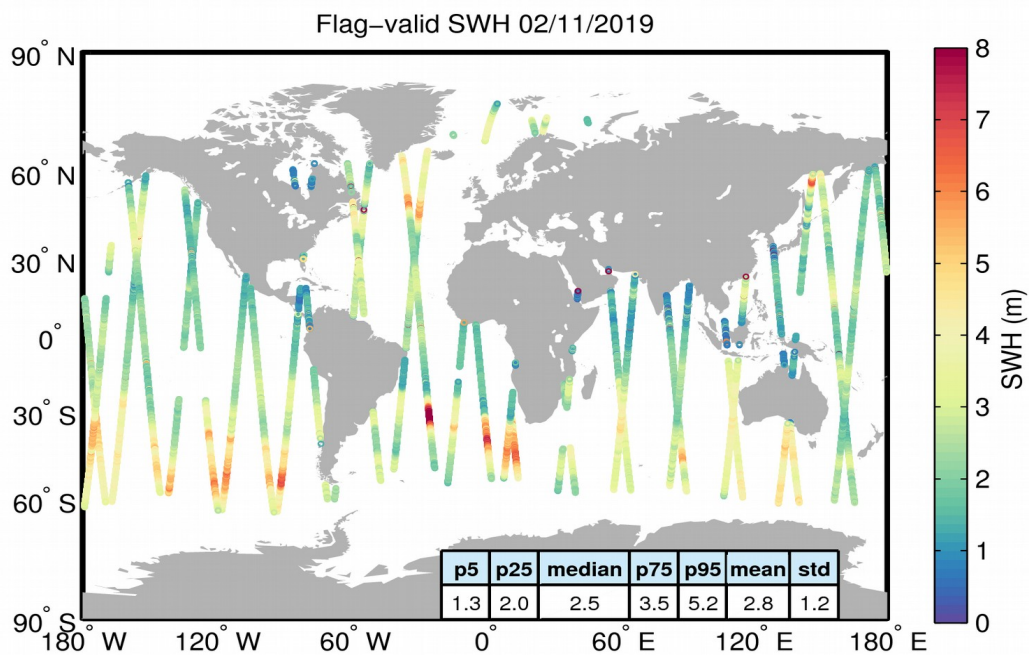 Flag−valid SWH 02/11/2019
90° N
60° N
30° N
0°
30° S
60° S
90° S
180° W
120° W
60° W
0°
60° E
120° E
180° E
p5 p25 median p75 p95 mean std
1.3 2.0 2.5 3.5 5.2 2.8 1.2
8
7
6
5
4
3
2
1
0
SWH (m)